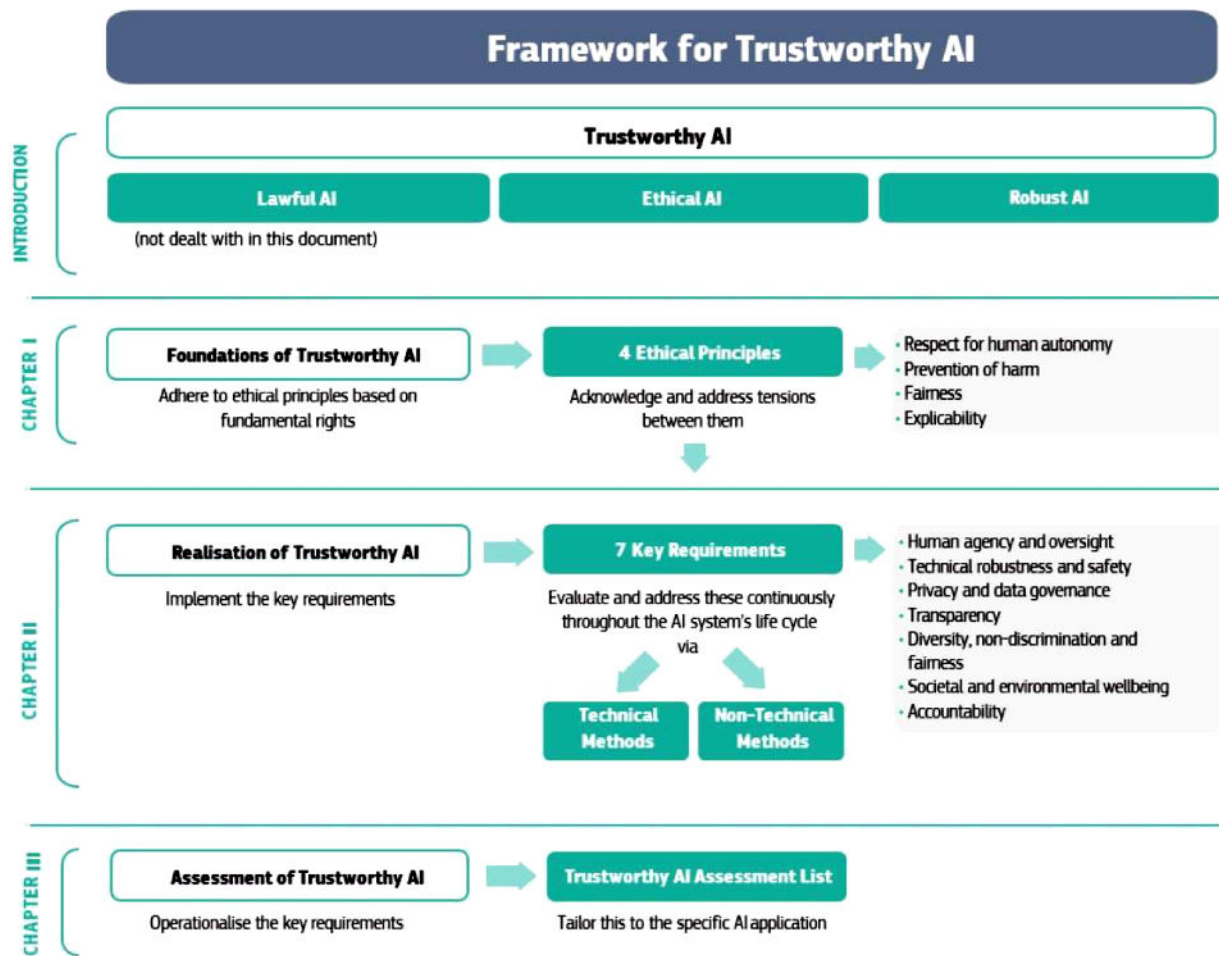 Framework for Trustworthy AI
INTRODUCTION
Trustworthy AI
Lawful AI
Ethical AI
Robust AI
(not dealt with in this document)
CHAPTER I
Foundations of Trustworthy AI
Adhere to ethical principles based on
fundamental rights
4 Ethical Principles
Acknowledge and address tensions
between them
• Respect for human autonomy
• Prevention of harm
• Fairness
• Explicability
CHAPTER II
Realisation of Trustworthy AI
Implement the key requirements
7 Key Requirements
Evaluate and address these continuously
throughout the AI system's life cycle
via
Technical
Methods
Non-Technical
Methods
• Human agency and oversight
• Technical robustness and safety
• Privacy and data governance
• Transparency
• Diversity, non-discrimination and
fairness
• Societal and environmental wellbeing
• Accountability
CHAPTER III
Assessment of Trustworthy AI
Operationalise the key requirements
Trustworthy AI Assessment List
Tailor this to the specific AI application